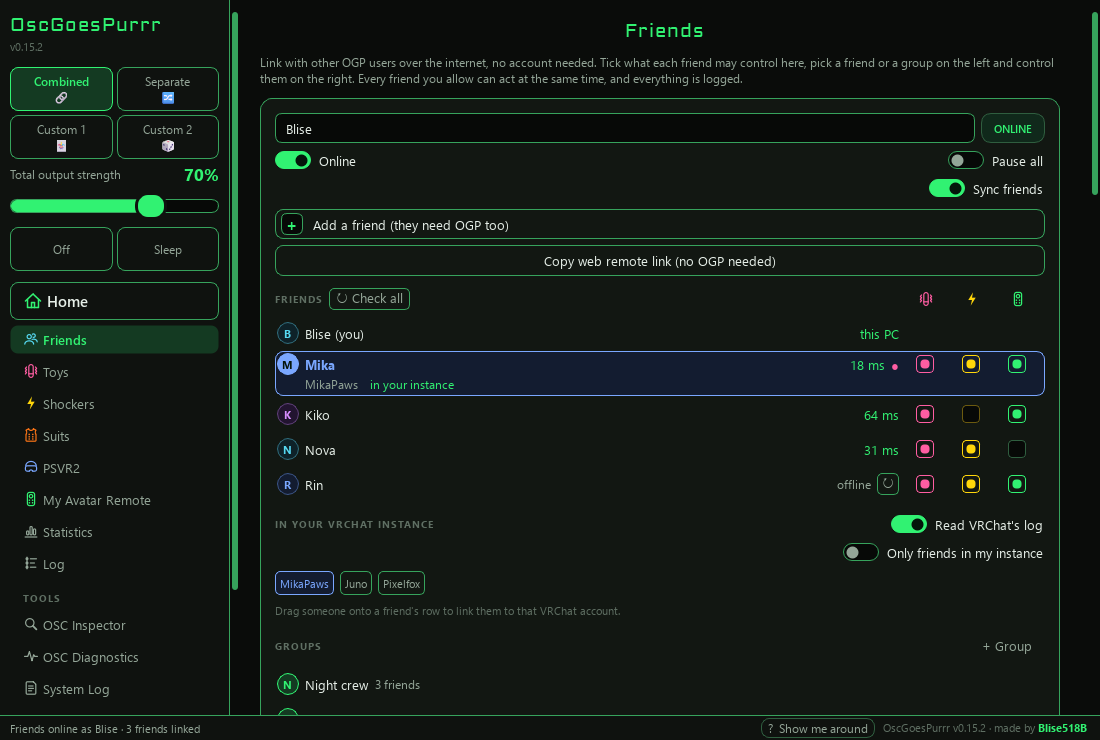 OscGoesPurrr
v0.15.2
Combined
Separate
Custom 1
Custom 2
Total output strength
70%
Off
Sleep
Home
Friends
Toys
Shockers
Suits
PSVR2
My Avatar Remote
Statistics
Log
TOOLS
OSC Inspector
OSC Diagnostics
System Log
Friends
Link with other OGP users over the internet, no account needed. Tick what each friend may control here, pick a friend or a group on the left and control
them on the right. Every friend you allow can act at the same time, and everything is logged.
Blise
ONLINE
Online
Pause all
Sync friends
+ Add a friend (they need OGP too)
Copy web remote link (no OGP needed)
FRIENDS
Check all
B Blise (you)
this PC
M Mika
18 ms
MikaPaws in your instance
K Kiko
64 ms
N Nova
31 ms
R Rin
offline
IN YOUR VRCHAT INSTANCE
Read VRChat's log
Only friends in my instance
MikaPaws
Juno
Pixelfox
Drag someone onto a friend's row to link them to that VRChat account.
GROUPS
+ Group
N Night crew 3 friends
Friends online as Blise · 3 friends linked
? Show me around
OscGoesPurrr v0.15.2 · made by Blise518B